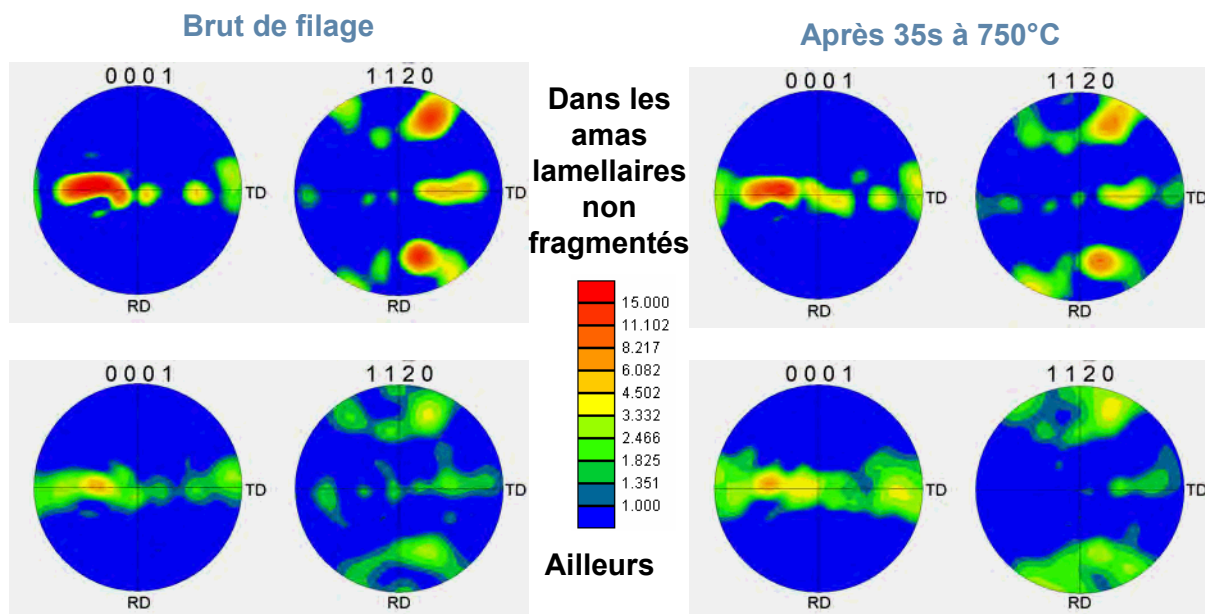 Brut de filage
Après 35s à 750°C
0 0 0 1
1 1 2̄ 0
TD
TD
RD
RD
Dans les
amas
lamellaires
non
fragmentés
0 0 0 1
1 1 2̄ 0
TD
TD
RD
RD
15.000
11.102
8.217
6.082
4.502
3.332
2.466
1.825
1.351
1.000
0 0 0 1
1 1 2̄ 0
TD
TD
RD
RD
Ailleurs
0 0 0 1
1 1 2̄ 0
TD
TD
RD
RD